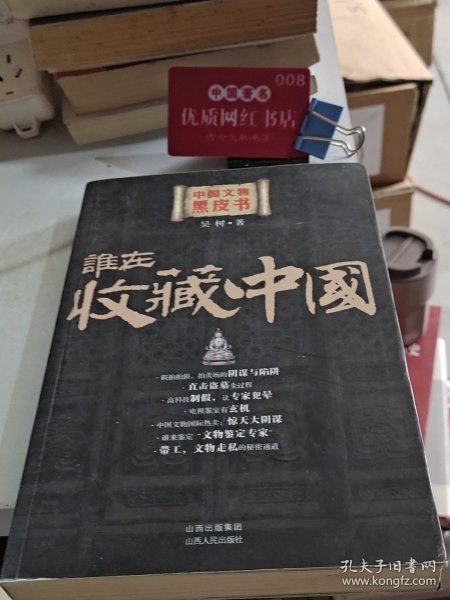 008
中国著名
优质网红书店
中国文物
黑皮书
吴树·著
誰在
收藏中國
·假拍拍假，拍卖场的阴谋与陷阱
·直击盗墓全过程
·高科技制假，让专家犯晕
·电视鉴宝有玄机
·中国文物国际热卖：惊天大阴谋
·谁来鉴定“文物鉴定专家”
·带工，文物走私的秘密通道
山西出版集团
山西人民出版社
孔夫子旧书网
www.kongfz.com